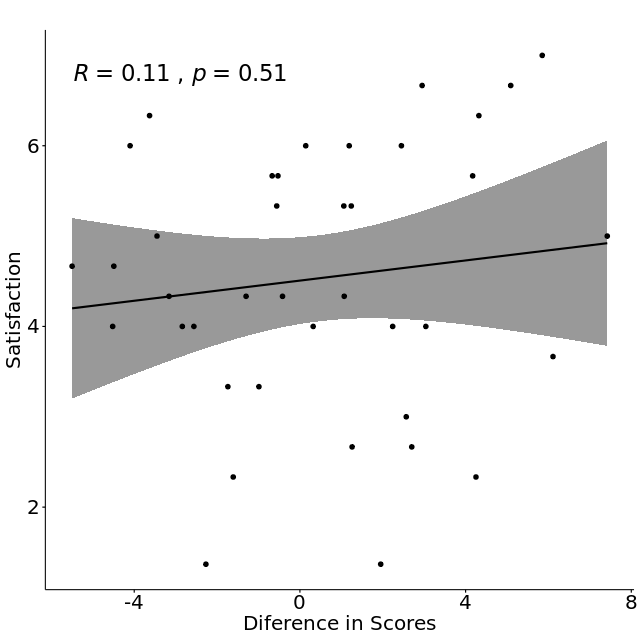 R = 0.11 , p = 0.51
6
4
2
Satisfaction
-4 0 4 8
Diference in Scores